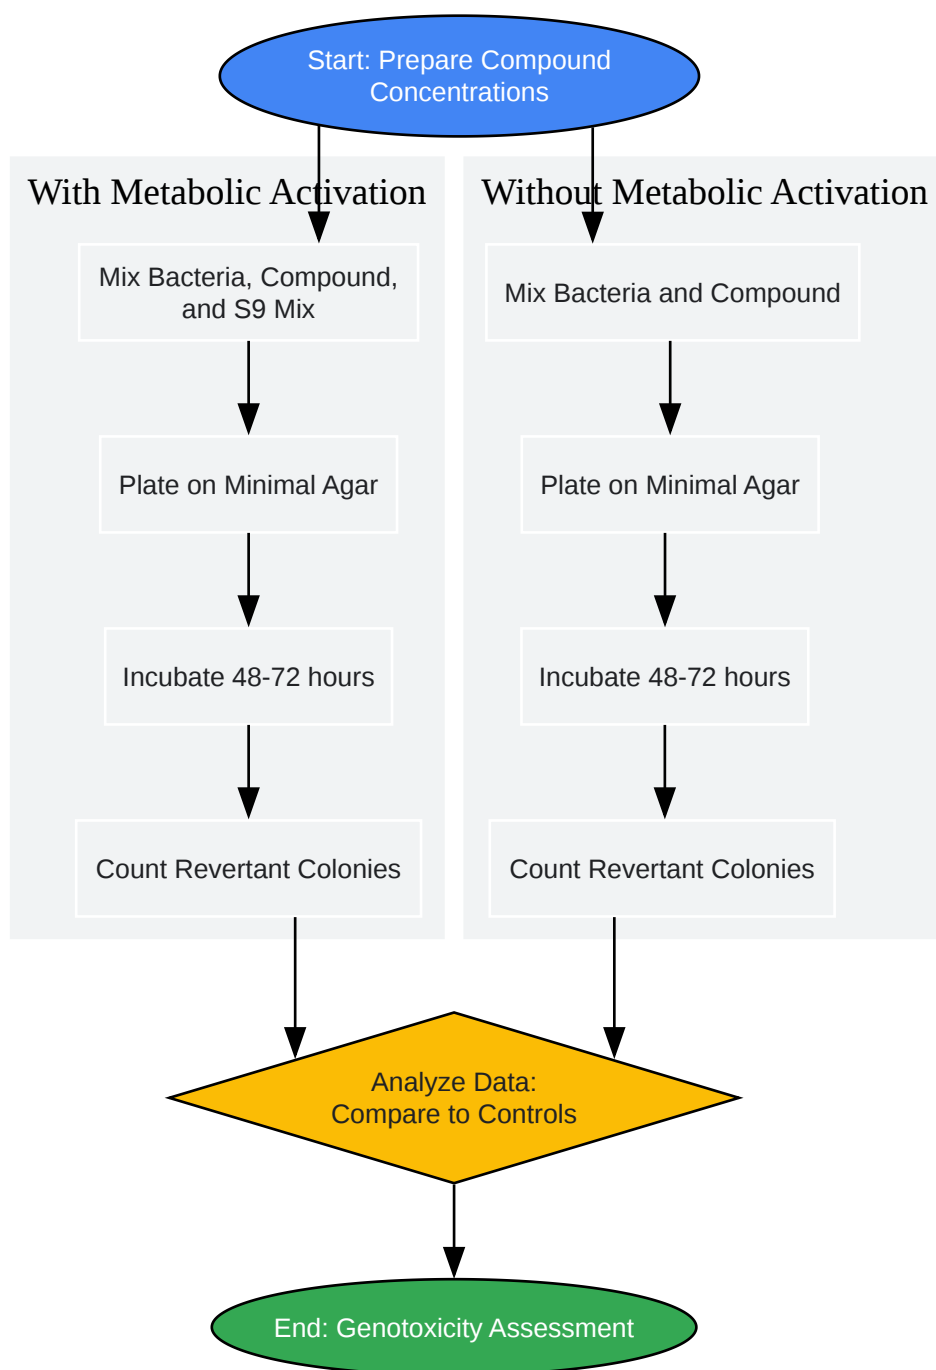 Start: Prepare Compound
Concentrations
With Metabolic Activation
Mix Bacteria, Compound,
and S9 Mix
Plate on Minimal Agar
Incubate 48-72 hours
Count Revertant Colonies
Without Metabolic Activation
Mix Bacteria and Compound
Plate on Minimal Agar
Incubate 48-72 hours
Count Revertant Colonies
Analyze Data:
Compare to Controls
End: Genotoxicity Assessment